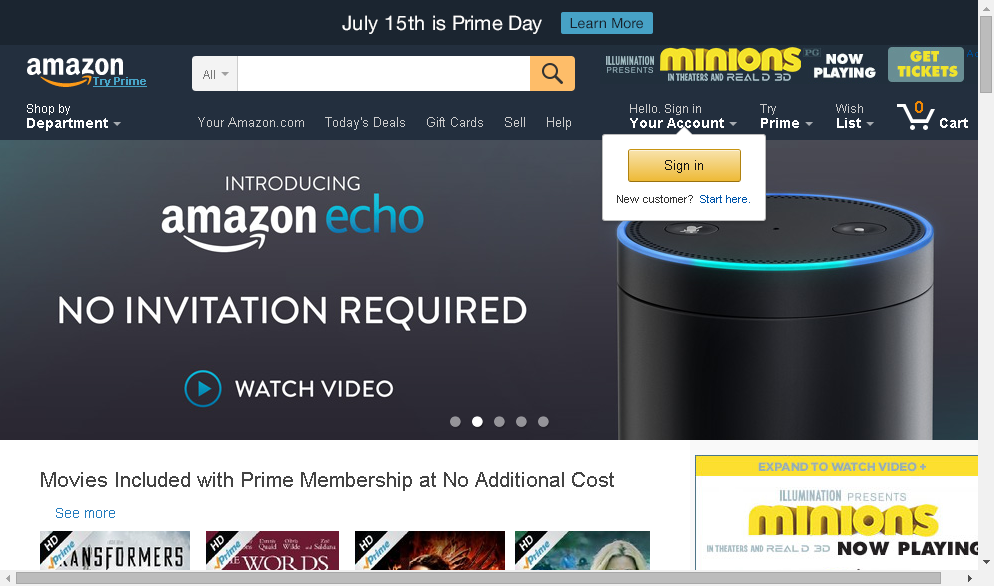 July 15th is Prime Day Learn More
amazon
Try Prime
All
ILLUMINATION PRESENTS
minions
IN THEATERS AND REAL D 3D
PG
NOW PLAYING
GET TICKETS
Shop by
Department
Your Amazon.com Today's Deals Gift Cards Sell Help
Hello. Sign in
Your Account
Try
Prime
Wish
List
0
Cart
Sign in
New customer? Start here.
INTRODUCING
amazon echo
NO INVITATION REQUIRED
WATCH VIDEO
Movies Included with Prime Membership at No Additional Cost
See more
EXPAND TO WATCH VIDEO +
ILLUMINATION PRESENTS
minions
IN THEATERS AND REAL D 3D NOW PLAYING
HD Prime TRANSFORMERS
HD Prime Dennis Quaid Olivia Wilde Zoë and Saldana
THE WORDS
HD Prime
HD Prime